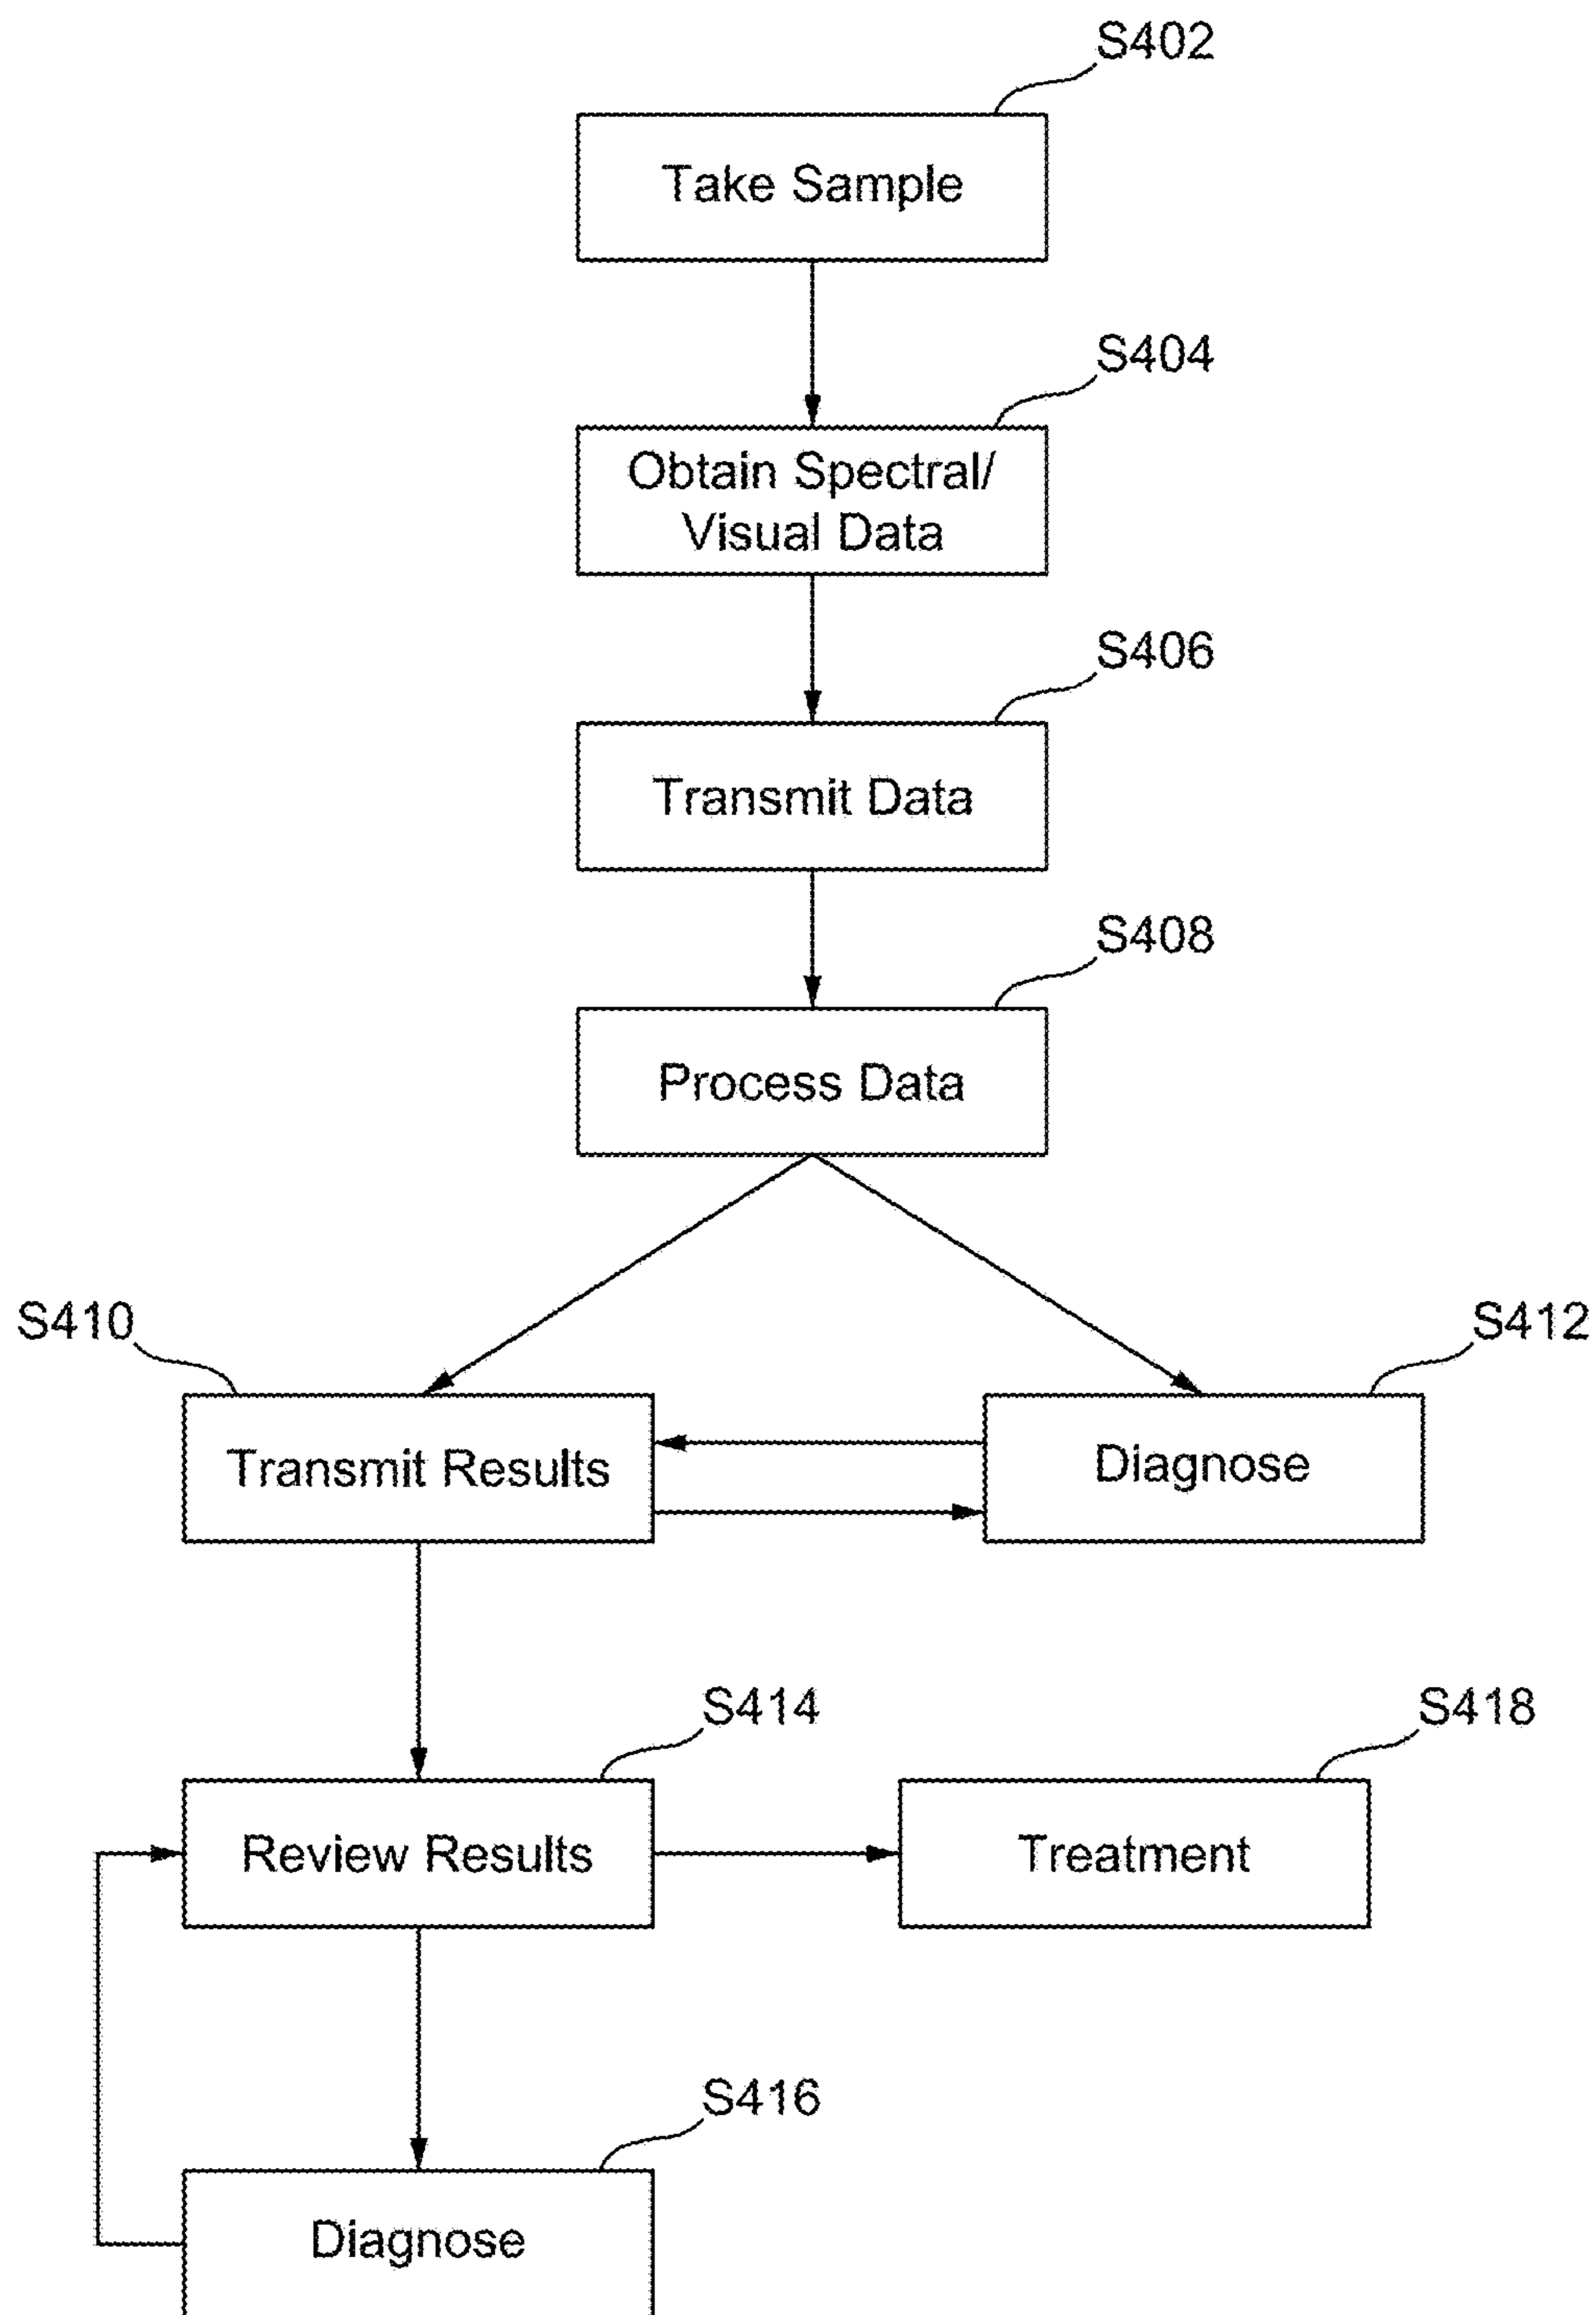 S402
Take Sample
S404
Obtain Spectral/
Visual Data
S406
Transmit Data
S408
Process Data
S410
S412
Transmit Results
Diagnose
S414
S418
Review Results
Treatment
S416
Diagnose